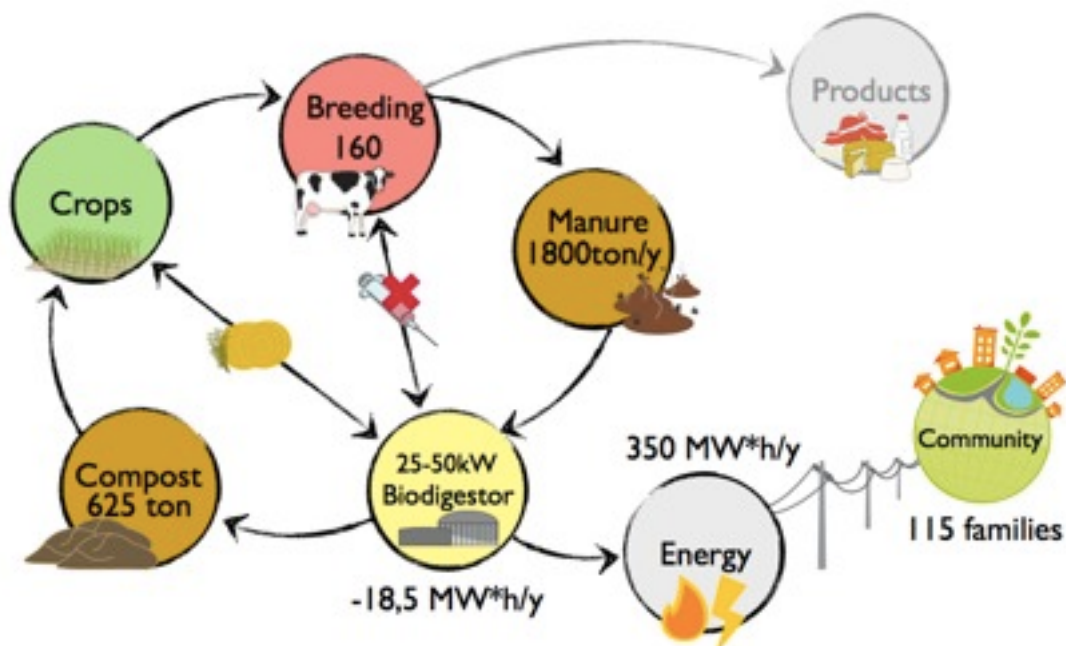 Breeding
160
Products
Crops
Manure
1800ton/y
Compost
625 ton
25-50kW
Biodigestor
-18,5 MW*h/y
350 MW*h/y
Energy
Community
115 families